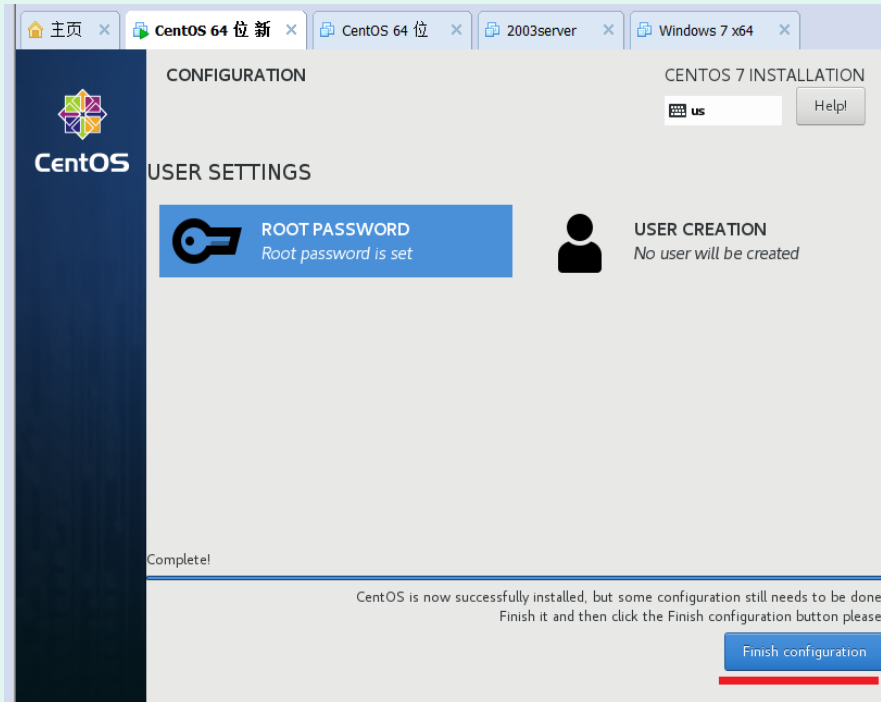 主页
CentOS 64 位 新
CentOS 64 位
2003server
Windows 7 x64
CONFIGURATION
CENTOS 7 INSTALLATION
us
Help!
CentOS
USER SETTINGS
ROOT PASSWORD
Root password is set
USER CREATION
No user will be created
Complete!
CentOS is now successfully installed, but some configuration still needs to be done
Finish it and then click the Finish configuration button please
Finish configuration